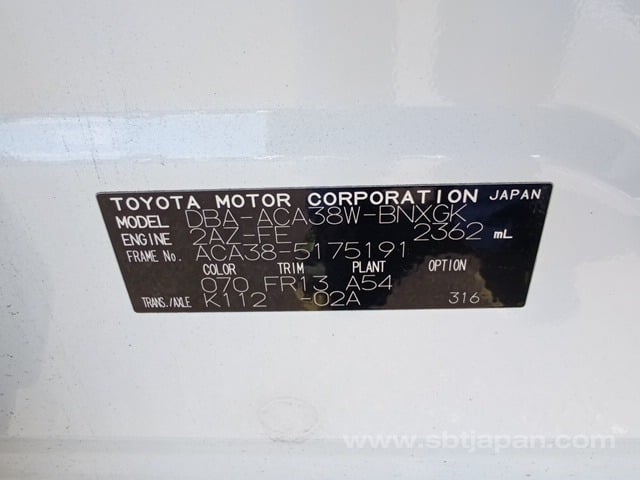 TOYOTA MOTOR CORPORATION JAPAN
MODEL DBA-ACA38W-BNXGK
ENGINE 2AZ-FE 2362 mL
FRAME No. ACA38-5175191
COLOR TRIM PLANT OPTION
070 FR13 A54
TRANS./AXLE K112 -02A 316
www.sbtjapan.com